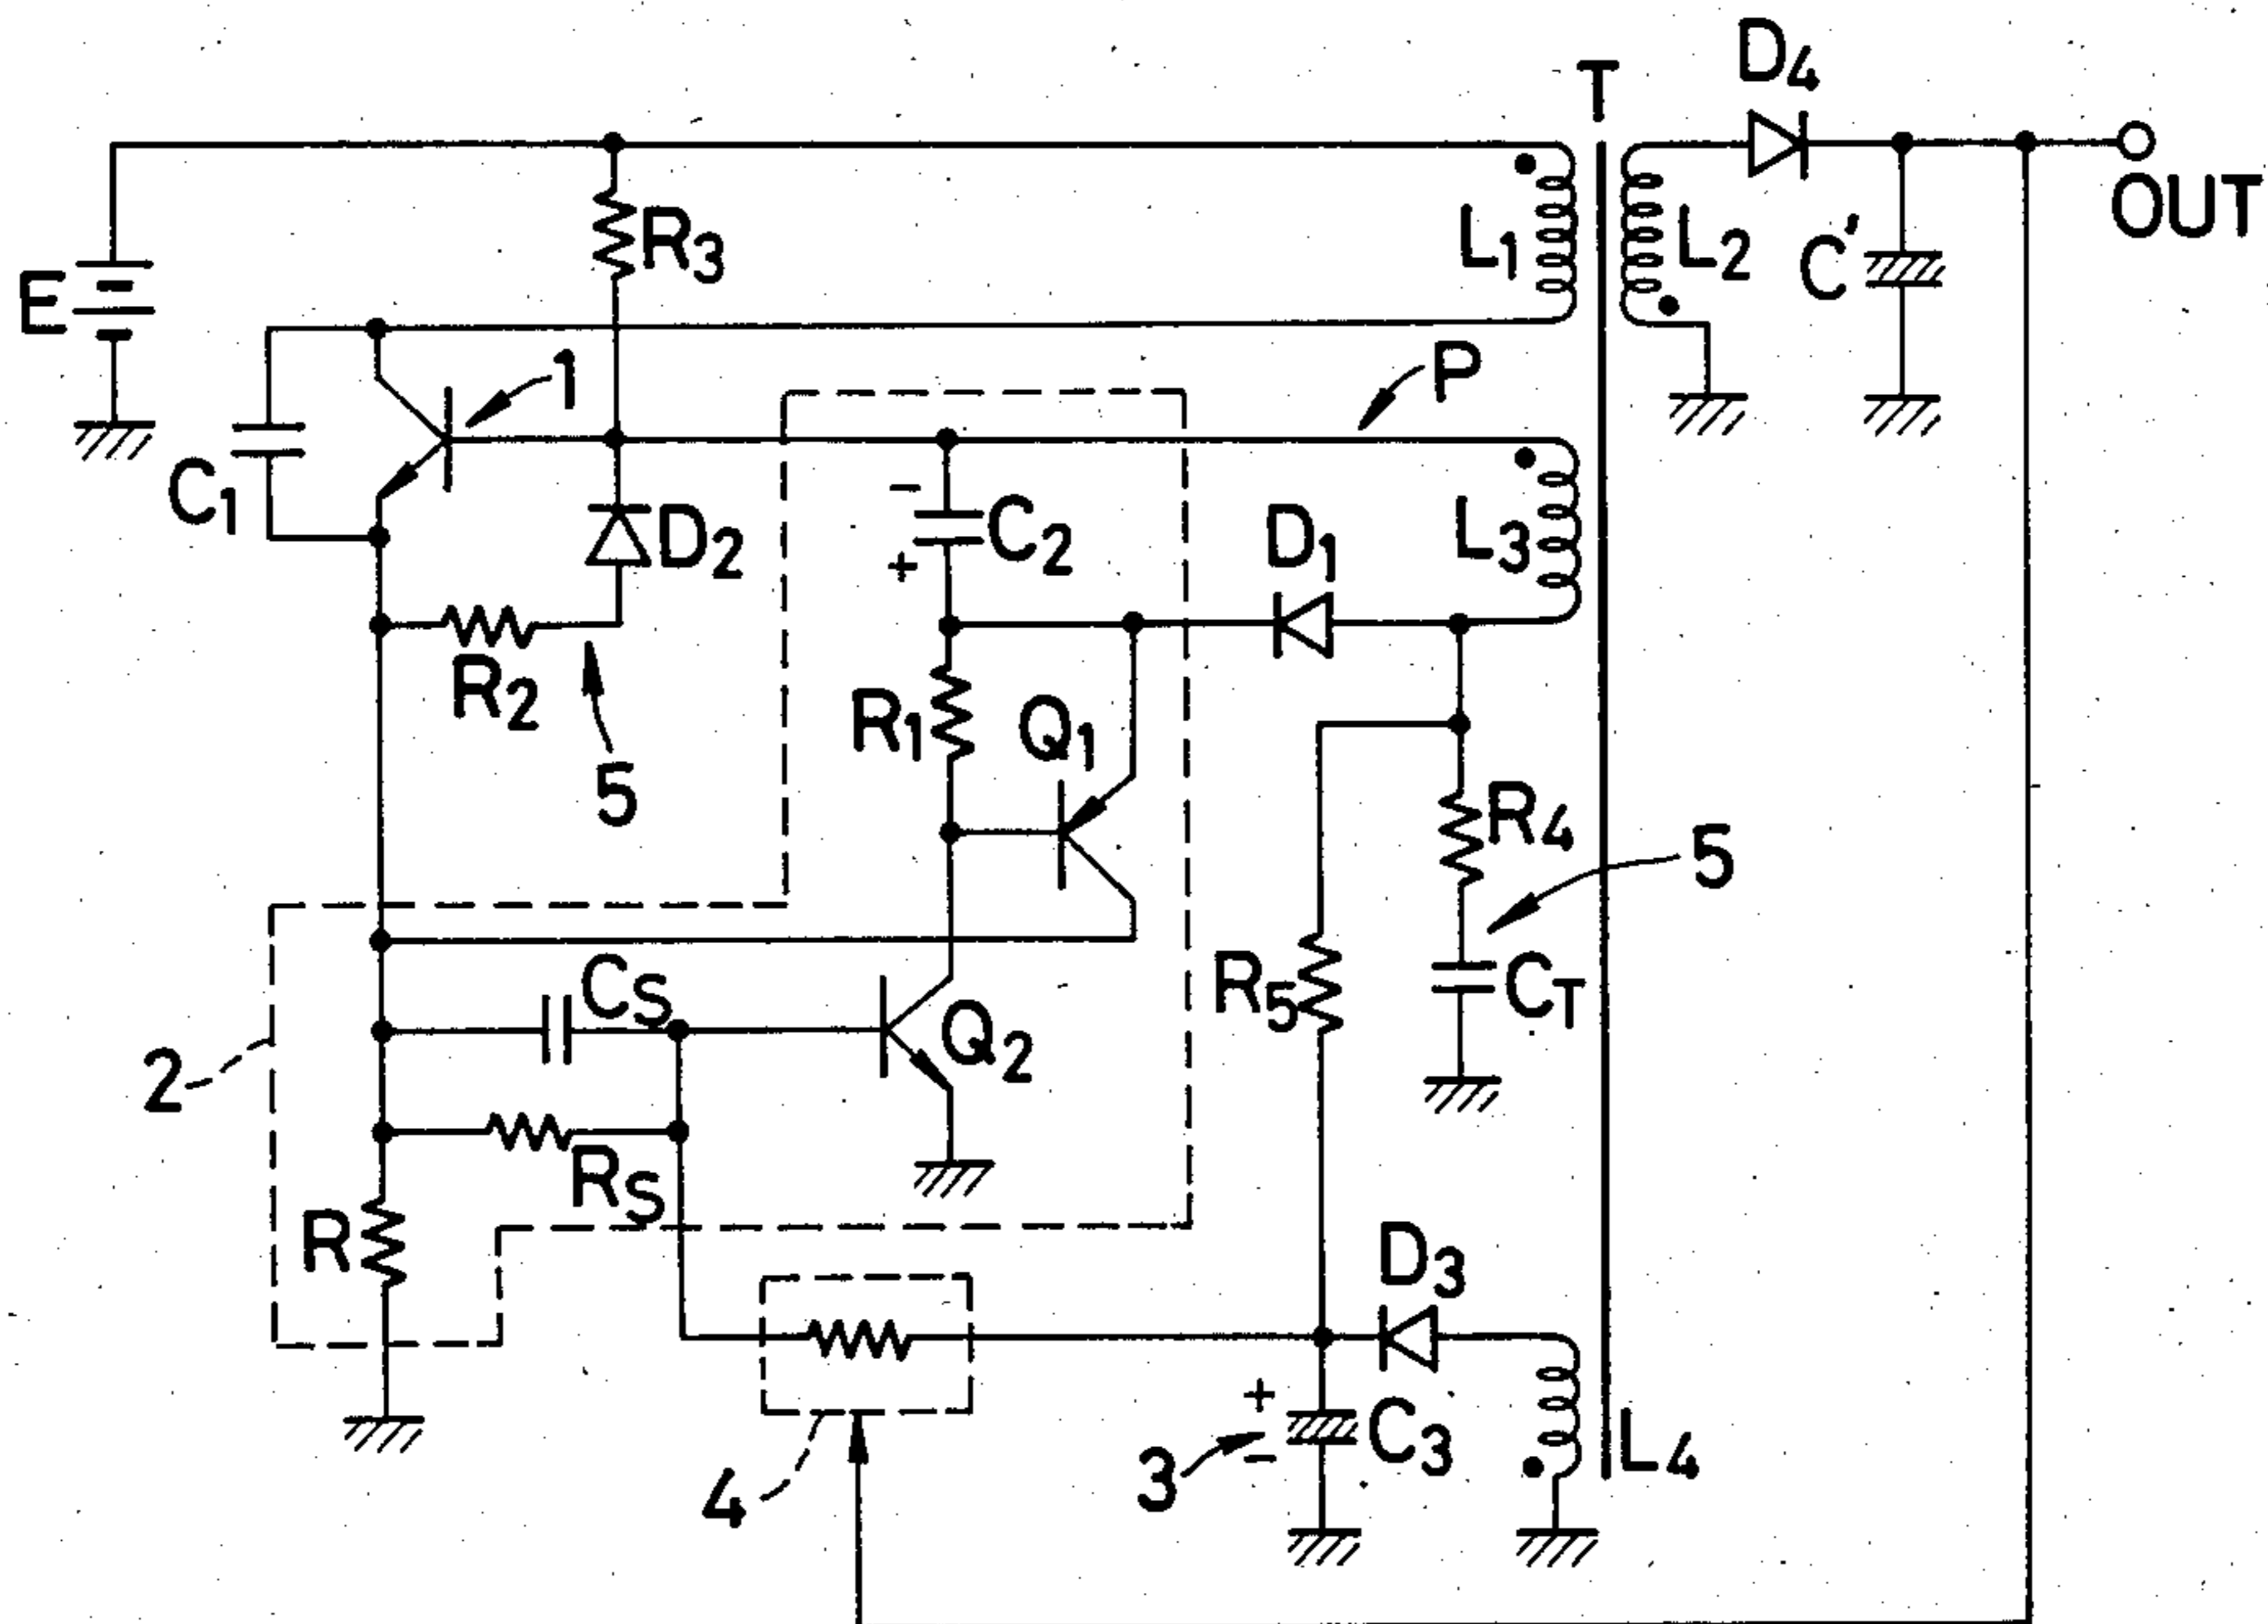 D4
T
OUT
R3
L1
L2
C'
E
1
P
C1
D2
-
C2
+
D1
L3
R2
R1
Q1
5
R4
5
CS
R5
CT
2
Q2
RS
R
D3
+
C3
-
3
4
L4